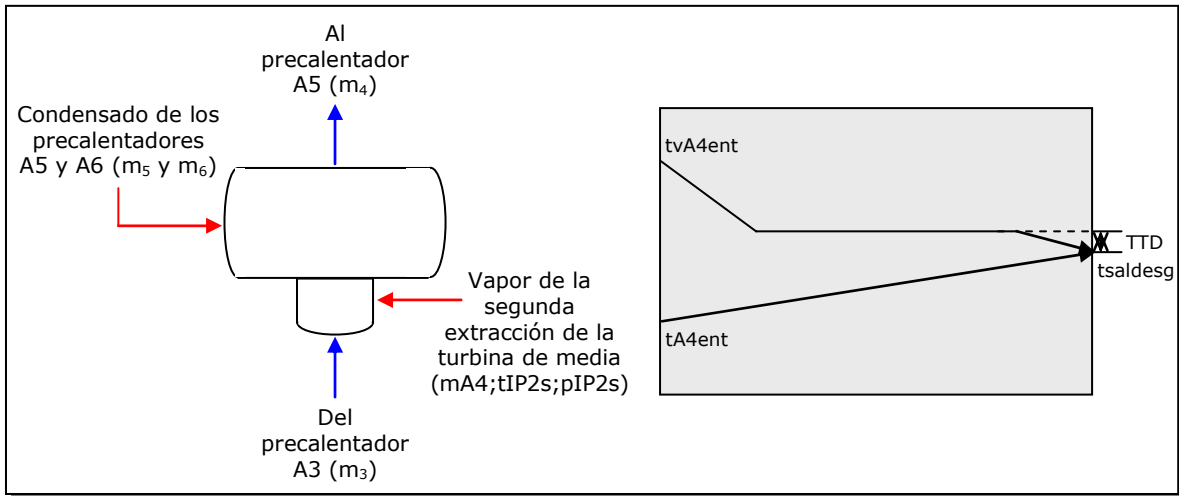 Al
precalentador
A5 (m₄)
Condensado de los
precalentadores
A5 y A6 (m₅ y m₆)
Vapor de la
segunda
extracción de la
turbina de media
(mA4;tIP2s;pIP2s)
Del
precalentador
A3 (m₃)
tvA4ent
TTD
tsaldesg
tA4ent